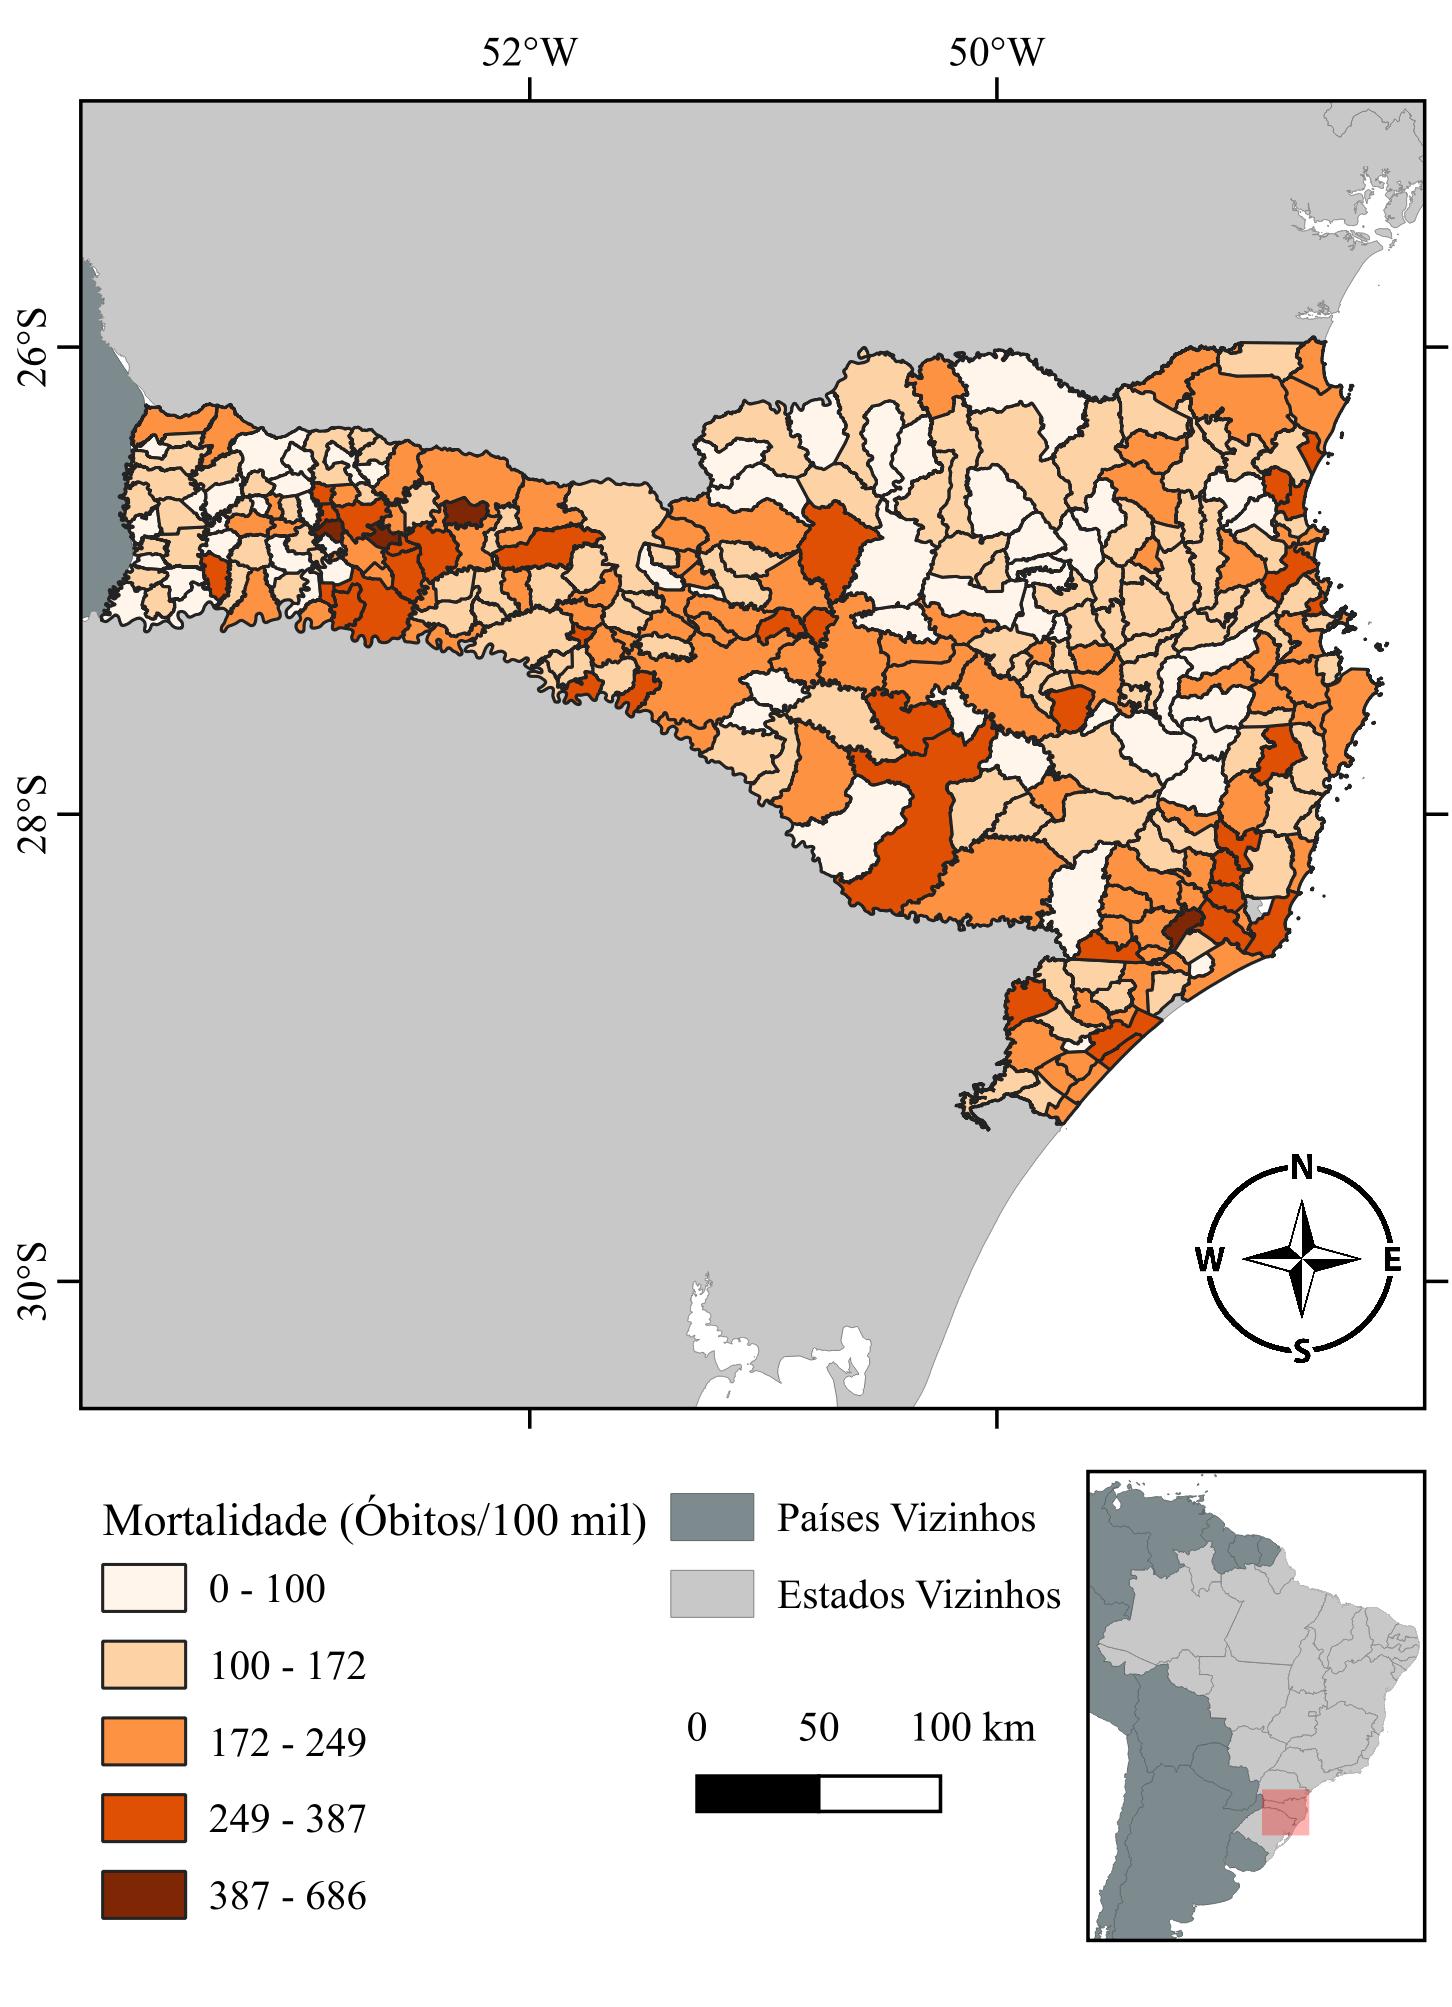 52°W 50°W
26°S
28°S
30°S
N
W E
S
Mortalidade (Óbitos/100 mil)
0 - 100
100 - 172
172 - 249
249 - 387
387 - 686
Países Vizinhos
Estados Vizinhos
0 50 100 km